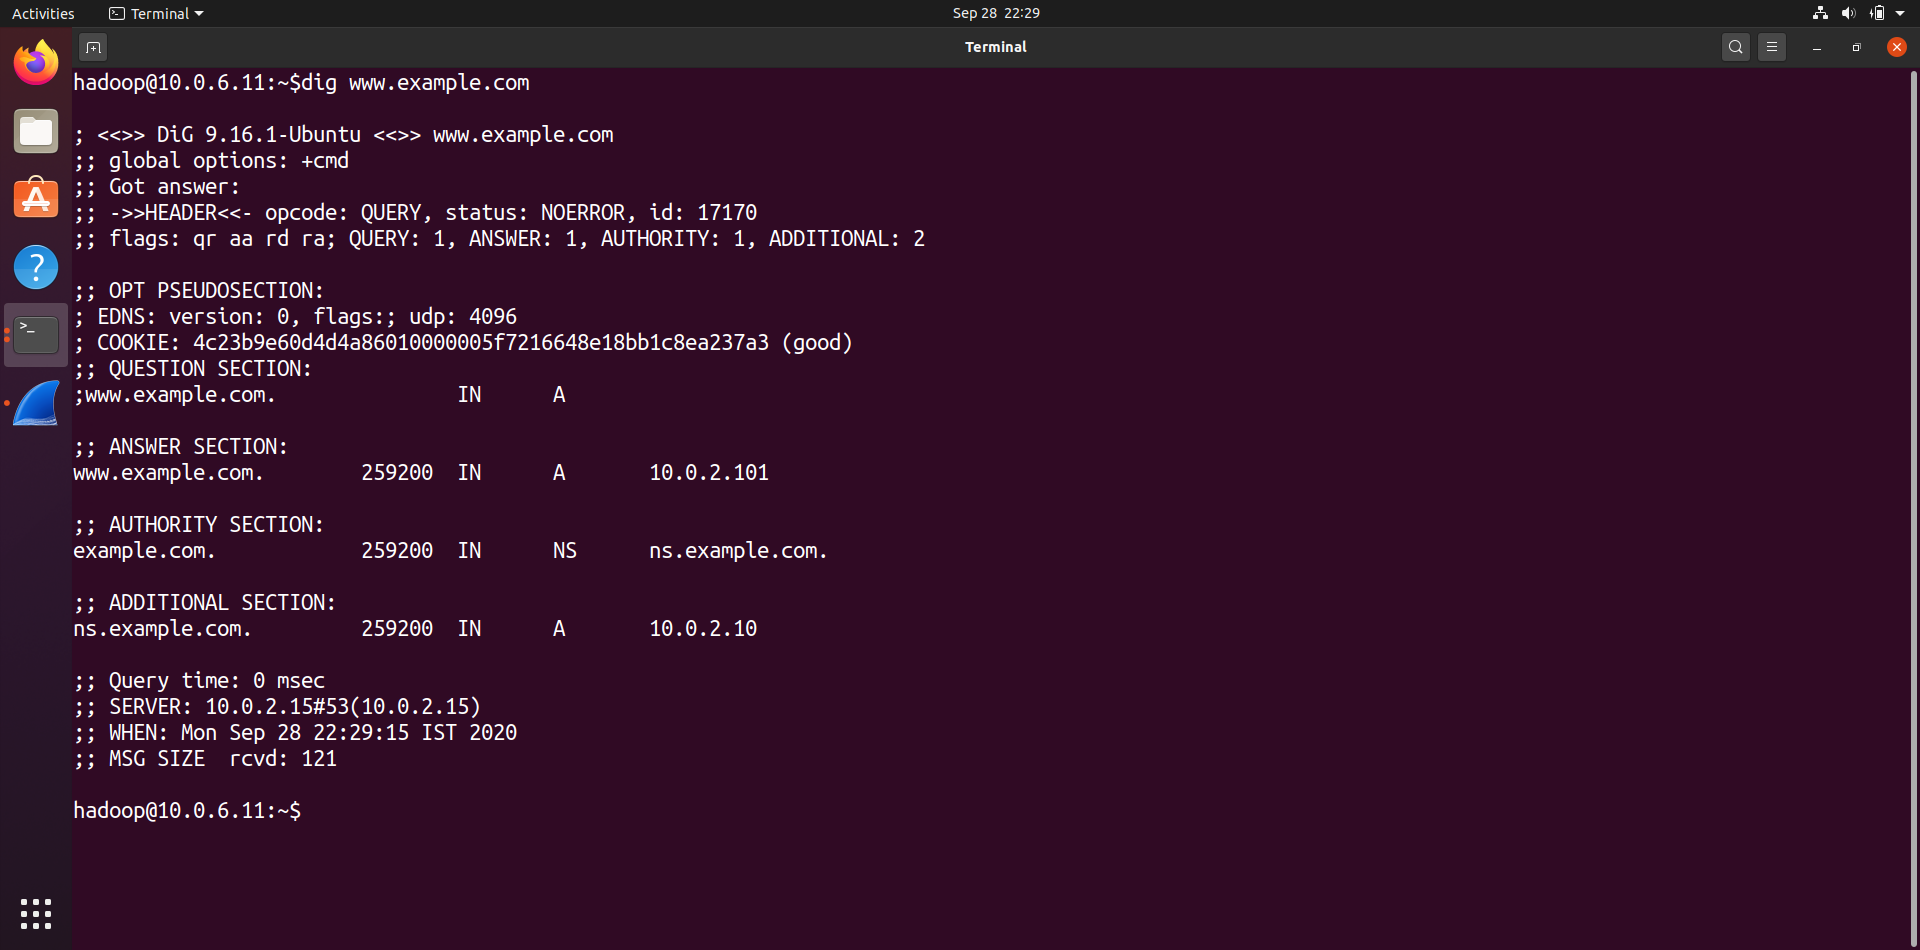 Activities
Terminal
Sep 28 22:29
Terminal
hadoop@10.0.6.11:~$dig www.example.com
; <<>> DiG 9.16.1-Ubuntu <<>> www.example.com
;; global options: +cmd
;; Got answer:
;; ->>HEADER<<- opcode: QUERY, status: NOERROR, id: 17170
;; flags: qr aa rd ra; QUERY: 1, ANSWER: 1, AUTHORITY: 1, ADDITIONAL: 2
;; OPT PSEUDOSECTION:
; EDNS: version: 0, flags:; udp: 4096
; COOKIE: 4c23b9e60d4d4a86010000005f7216648e18bb1c8ea237a3 (good)
;; QUESTION SECTION:
;www.example.com. IN A
;; ANSWER SECTION:
www.example.com. 259200 IN A 10.0.2.101
;; AUTHORITY SECTION:
example.com. 259200 IN NS ns.example.com.
;; ADDITIONAL SECTION:
ns.example.com. 259200 IN A 10.0.2.10
;; Query time: 0 msec
;; SERVER: 10.0.2.15#53(10.0.2.15)
;; WHEN: Mon Sep 28 22:29:15 IST 2020
;; MSG SIZE  rcvd: 121
hadoop@10.0.6.11:~$